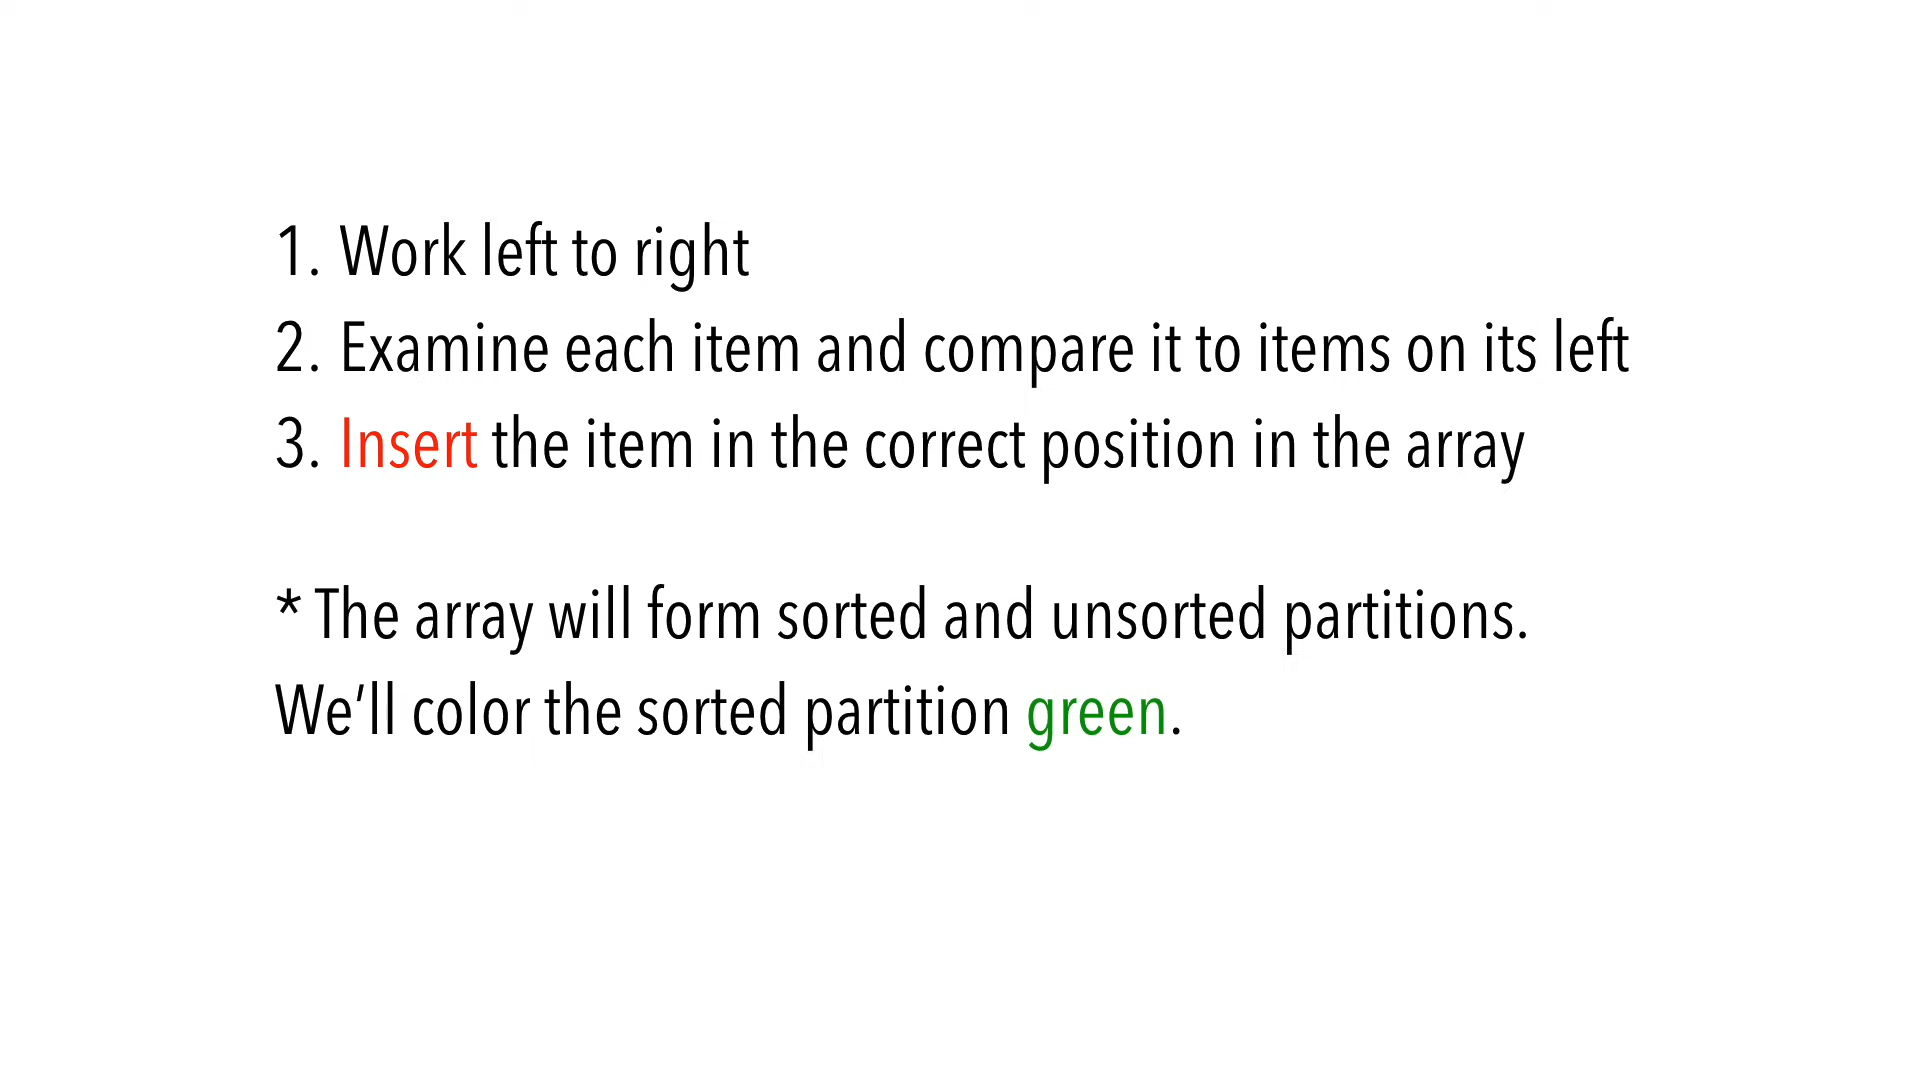 1. Work left to right
2. Examine each item and compare it to items on its left
3. Insert the item in the correct position in the array
* The array will form sorted and unsorted partitions.
We’ll color the sorted partition green.